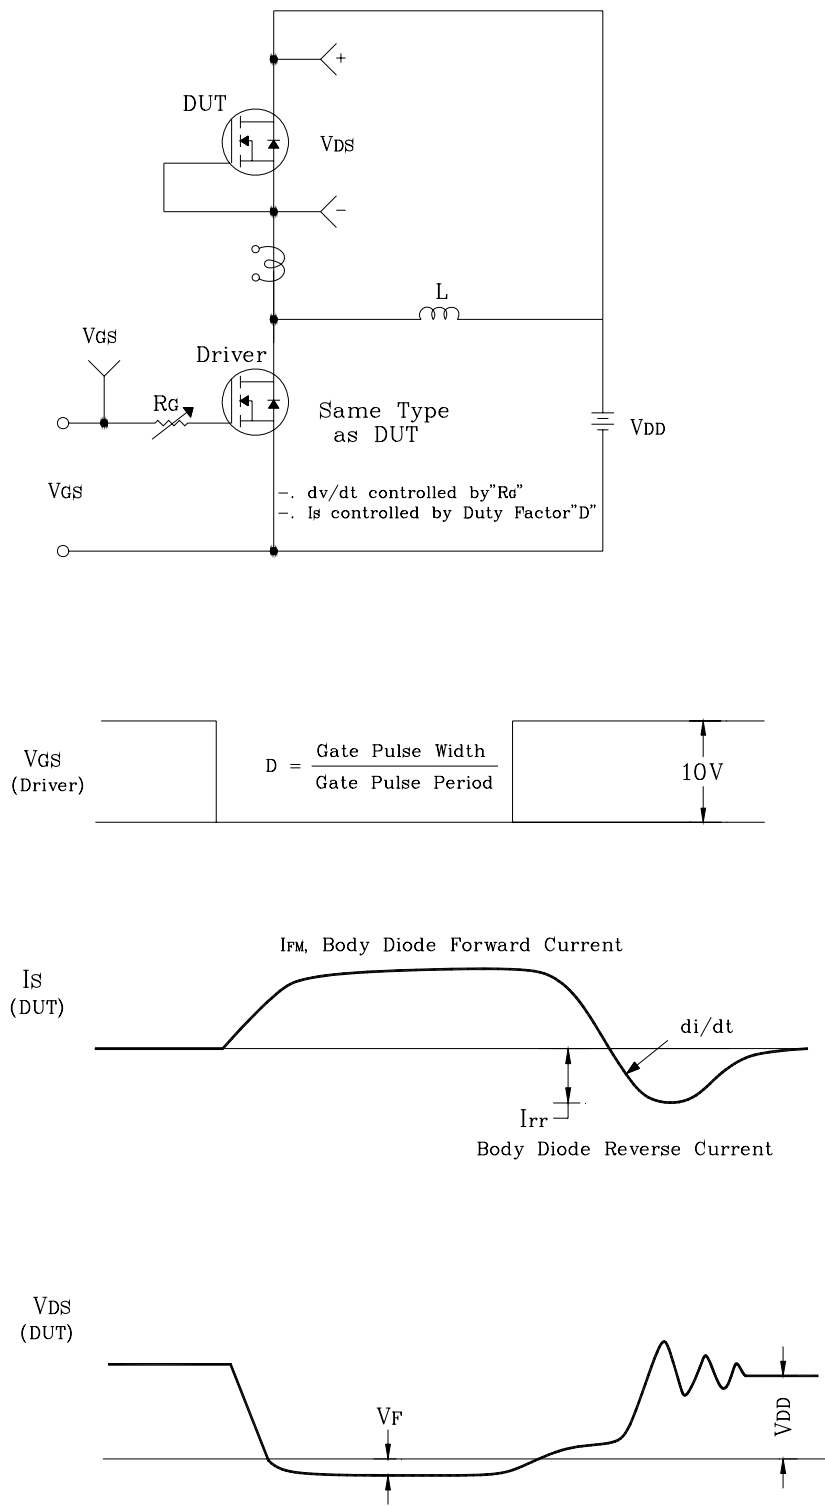 +
DUT
VDS
-
L
VGS
Driver
RG
Same Type
as DUT
VDD
VGS
-. dv/dt controlled by"RG"
-. Is controlled by Duty Factor"D"
VGS
(Driver)
D = Gate Pulse Width
Gate Pulse Period
10V
IFM, Body Diode Forward Current
IS
(DUT)
di/dt
Irr
Body Diode Reverse Current
VDS
(DUT)
VF
VDD